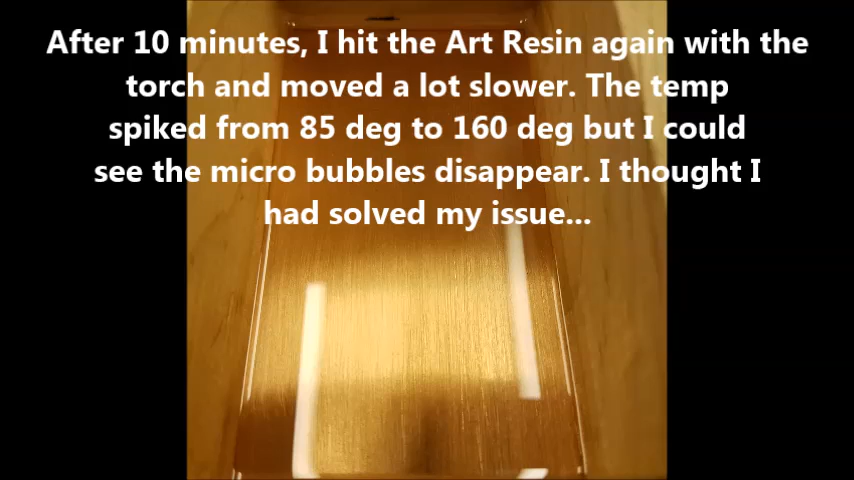 After 10 minutes, I hit the Art Resin again with the
torch and moved a lot slower. The temp
spiked from 85 deg to 160 deg but I could
see the micro bubbles disappear. I thought I
had solved my issue...